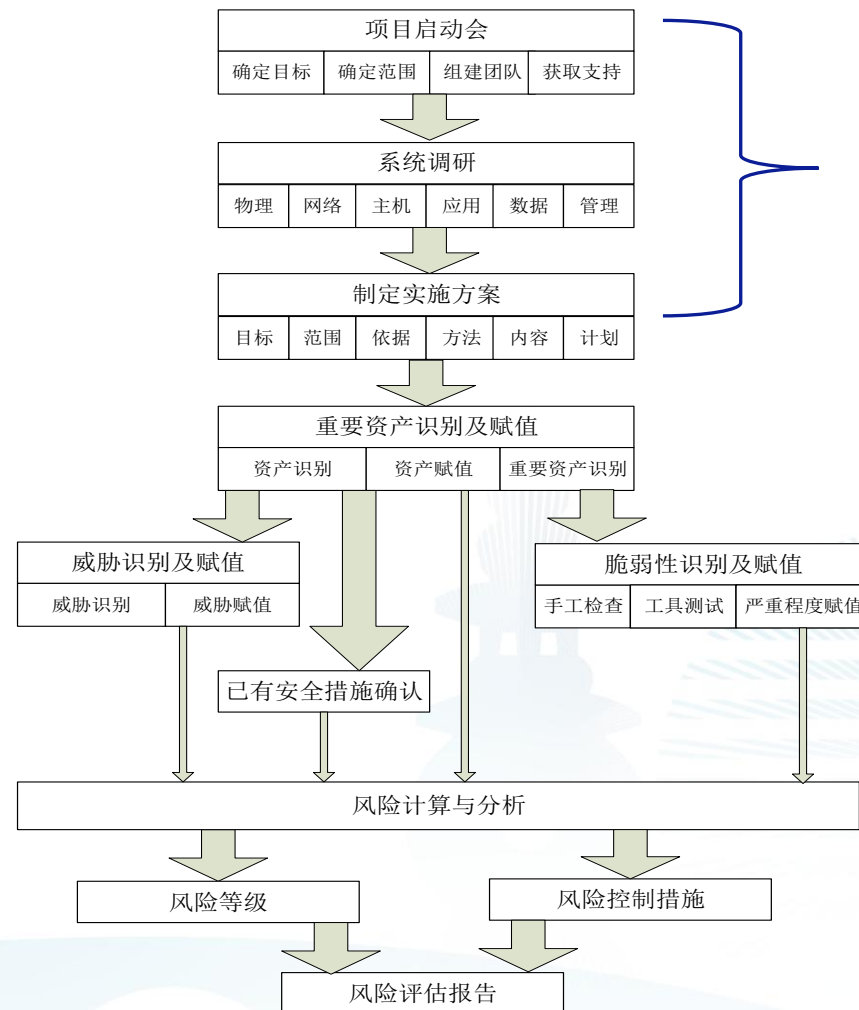 项目启动会
确定目标 确定范围 组建团队 获取支持
系统调研
物理 网络 主机 应用 数据 管理
制定实施方案
目标 范围 依据 方法 内容 计划
重要资产识别及赋值
资产识别 资产赋值 重要资产识别
威胁识别及赋值
威胁识别 威胁赋值
脆弱性识别及赋值
手工检查 工具测试 严重程度赋值
已有安全措施确认
风险计算与分析
风险等级
风险控制措施
风险评估报告